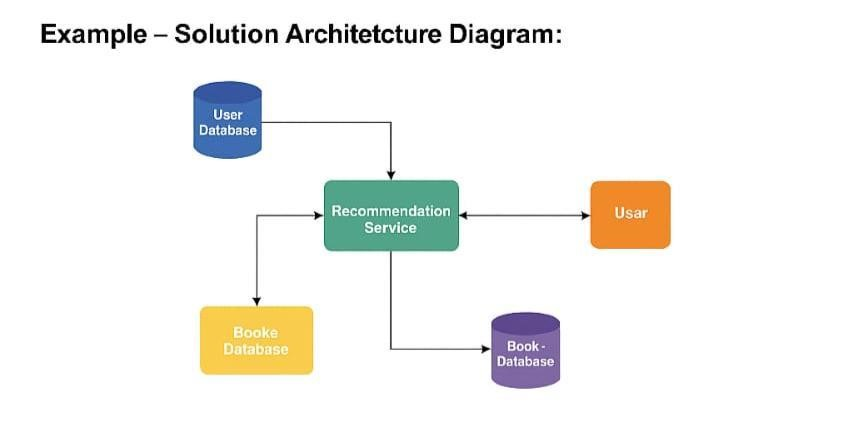 Example – Solution Architetcture Diagram:
User
Database
Recommendation
Service
Usar
Booke
Database
Book-
Database